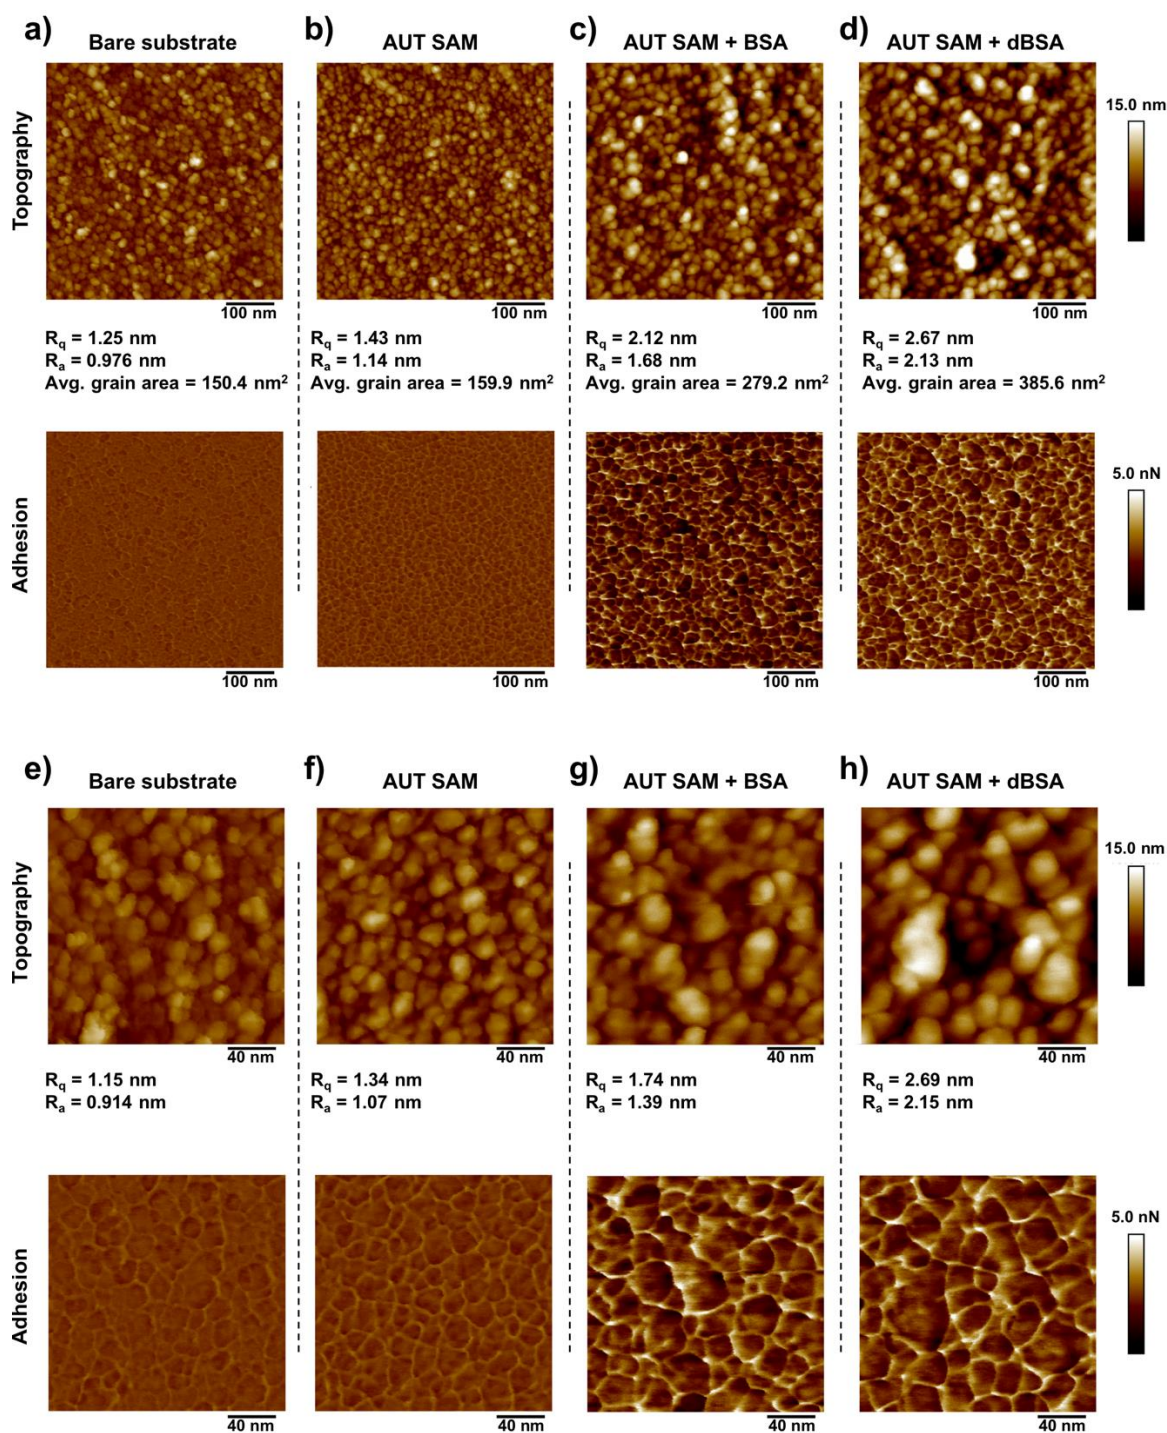 a) Bare substrate
b) AUT SAM
c) AUT SAM + BSA
d) AUT SAM + dBSA
Topography
15.0 nm
100 nm
100 nm
100 nm
100 nm
Rq = 1.25 nm
Ra = 0.976 nm
Avg. grain area = 150.4 nm²
Rq = 1.43 nm
Ra = 1.14 nm
Avg. grain area = 159.9 nm²
Rq = 2.12 nm
Ra = 1.68 nm
Avg. grain area = 279.2 nm²
Rq = 2.67 nm
Ra = 2.13 nm
Avg. grain area = 385.6 nm²
Adhesion
5.0 nN
100 nm
100 nm
100 nm
100 nm
e) Bare substrate
f) AUT SAM
g) AUT SAM + BSA
h) AUT SAM + dBSA
Topography
15.0 nm
40 nm
40 nm
40 nm
40 nm
Rq = 1.15 nm
Ra = 0.914 nm
Rq = 1.34 nm
Ra = 1.07 nm
Rq = 1.74 nm
Ra = 1.39 nm
Rq = 2.69 nm
Ra = 2.15 nm
Adhesion
5.0 nN
40 nm
40 nm
40 nm
40 nm